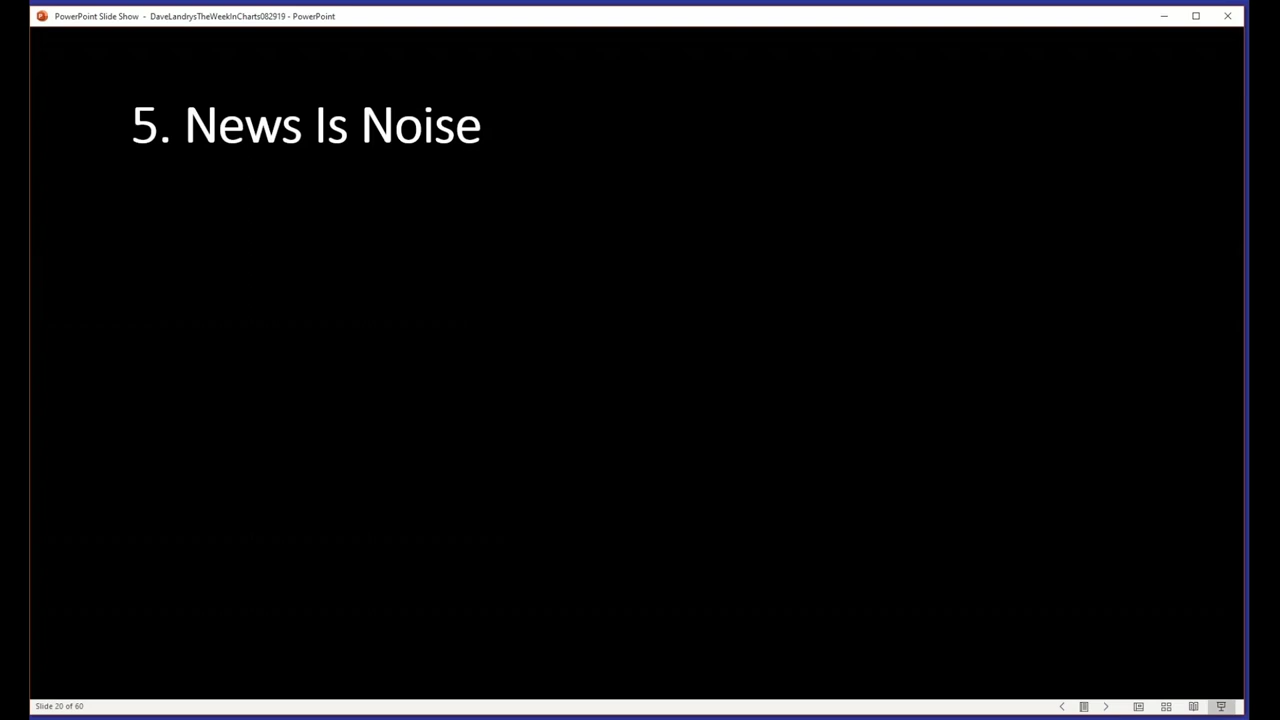 PowerPoint Slide Show - DaveLandrysTheWeekInCharts082919 - PowerPoint
5. News Is Noise
Slide 20 of 60